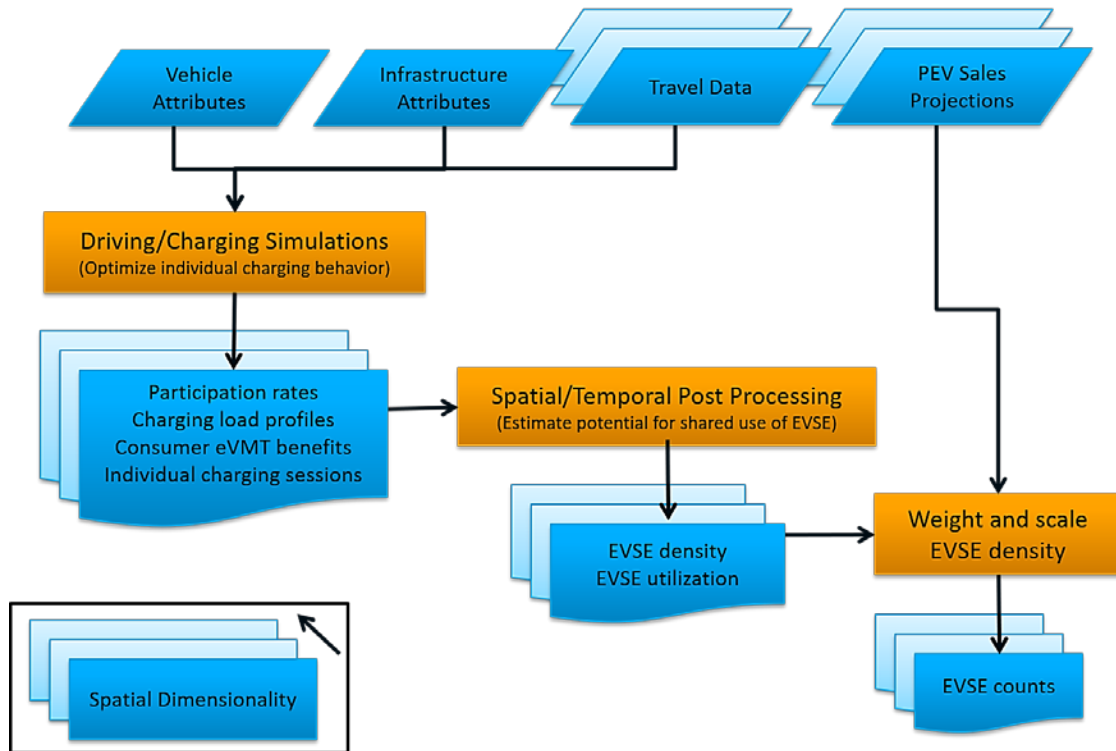 Vehicle
Attributes
Infrastructure
Attributes
Travel Data
PEV Sales
Projections
Driving/Charging Simulations
(Optimize individual charging behavior)
Participation rates
Charging load profiles
Consumer eVMT benefits
Individual charging sessions
Spatial/Temporal Post Processing
(Estimate potential for shared use of EVSE)
EVSE density
EVSE utilization
Weight and scale
EVSE density
EVSE counts
Spatial Dimensionality